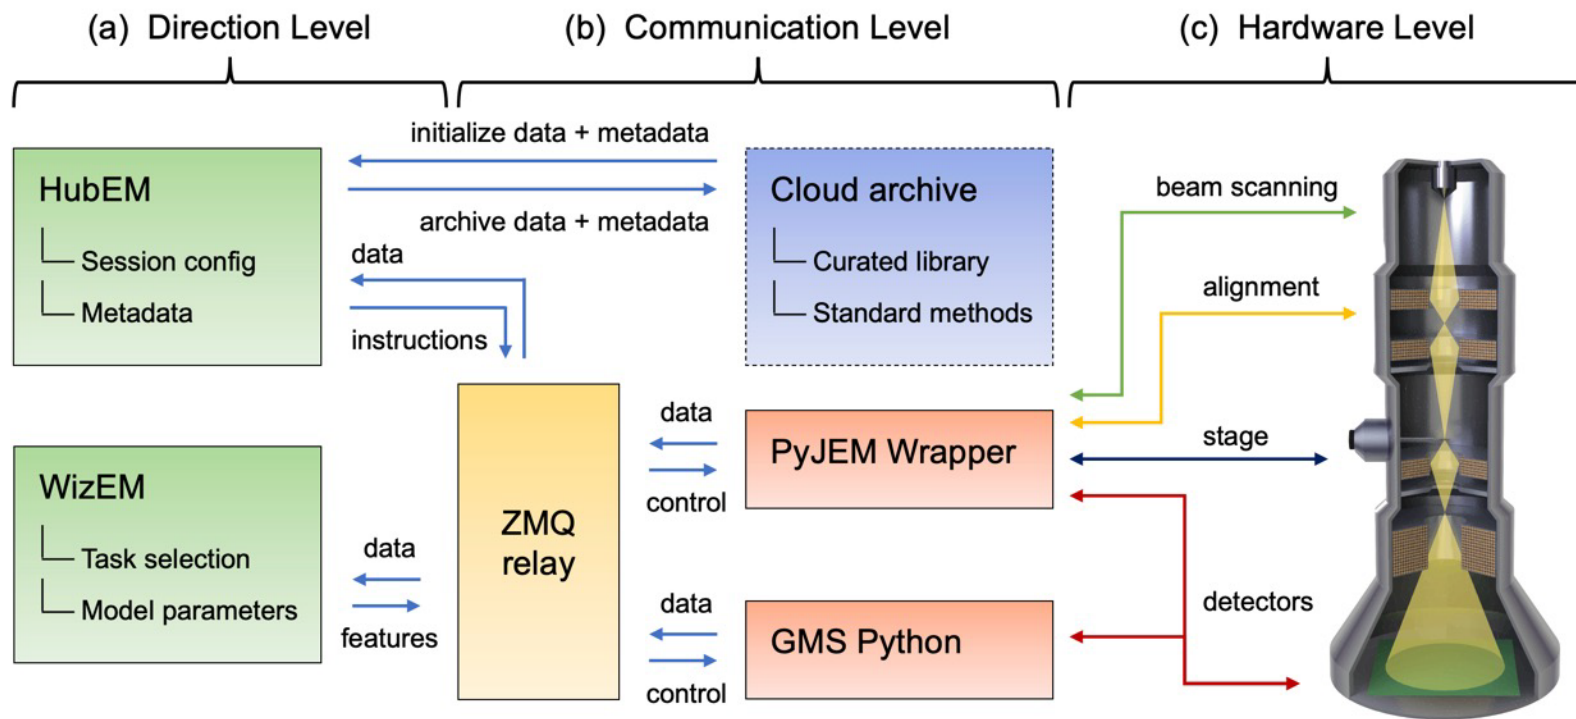 (a) Direction Level
(b) Communication Level
(c) Hardware Level
initialize data + metadata
archive data + metadata
HubEM
Session config
Metadata
data
instructions
Cloud archive
Curated library
Standard methods
beam scanning
alignment
stage
detectors
WizEM
Task selection
Model parameters
data
features
ZMQ
relay
data
control
PyJEM Wrapper
data
control
GMS Python